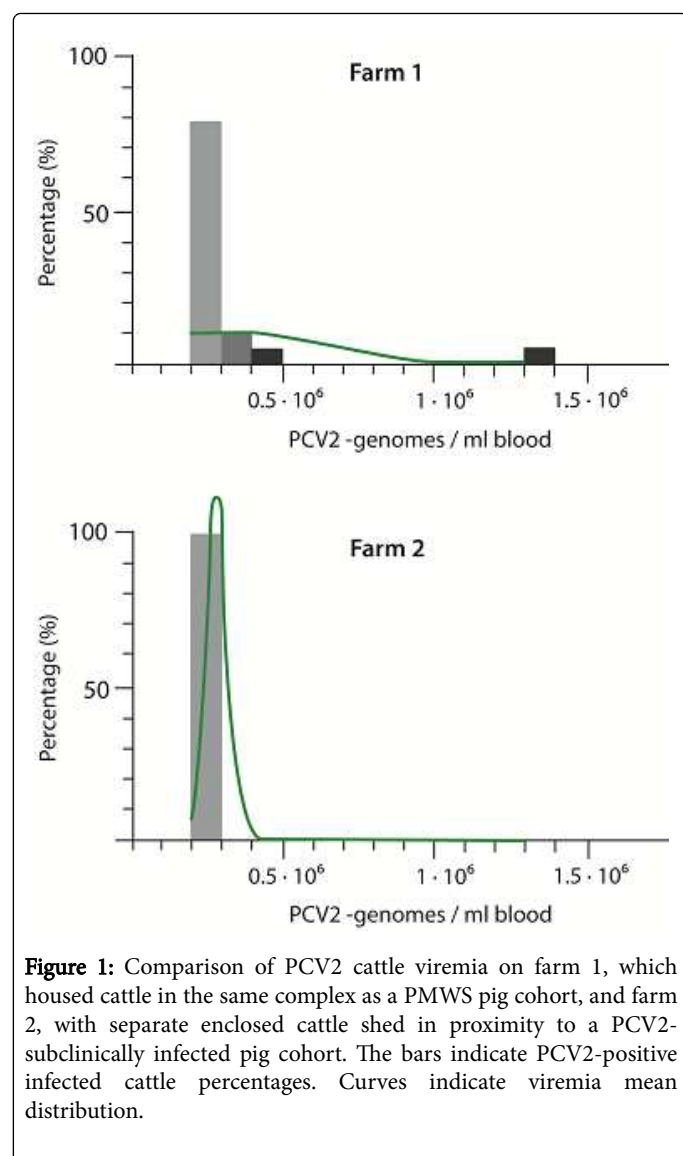 100
Farm 1
Percentage (%)
50
0.5 · 10⁶
1 · 10⁶
1.5 · 10⁶
PCV2 -genomes / ml blood
100
Farm 2
Percentage (%)
50
0.5 · 10⁶
1 · 10⁶
1.5 · 10⁶
PCV2 -genomes / ml blood
Figure 1: Comparison of PCV2 cattle viremia on farm 1, which
housed cattle in the same complex as a PMWS pig cohort, and farm
2, with separate enclosed cattle shed in proximity to a PCV2-
subclinically infected pig cohort. The bars indicate PCV2-positive
infected cattle percentages. Curves indicate viremia mean
distribution.